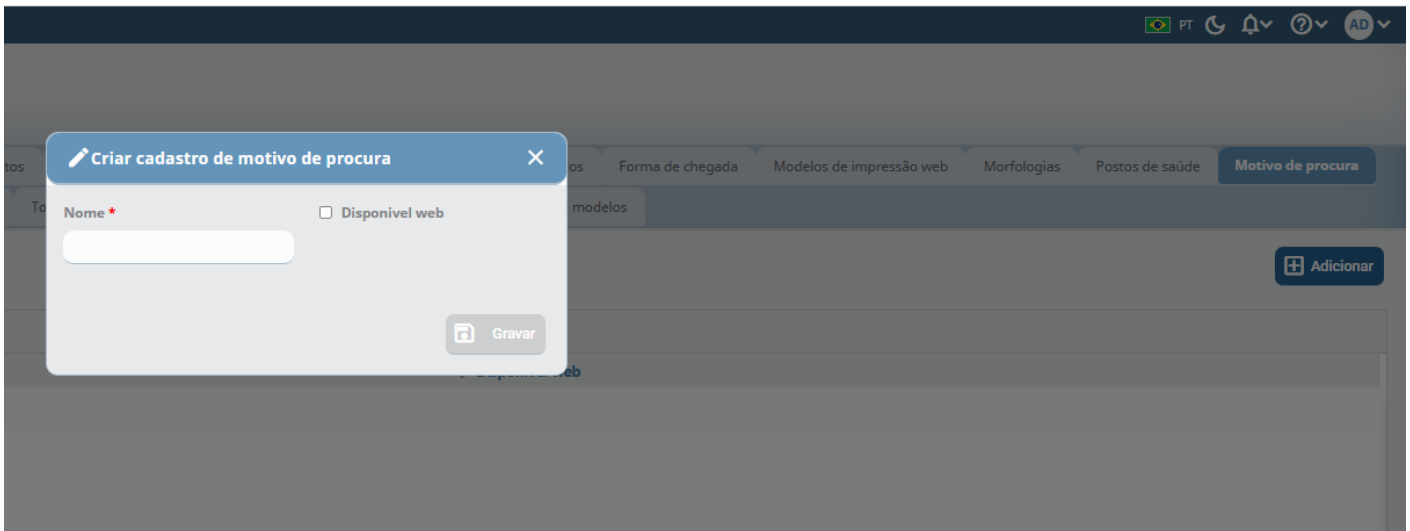 PT AD
Criar cadastro de motivo de procura
Forma de chegada Modelos de impressão web Morfologias Postos de saúde Motivo de procura
Nome * Disponivel web
modelos
Adicionar
Gravar